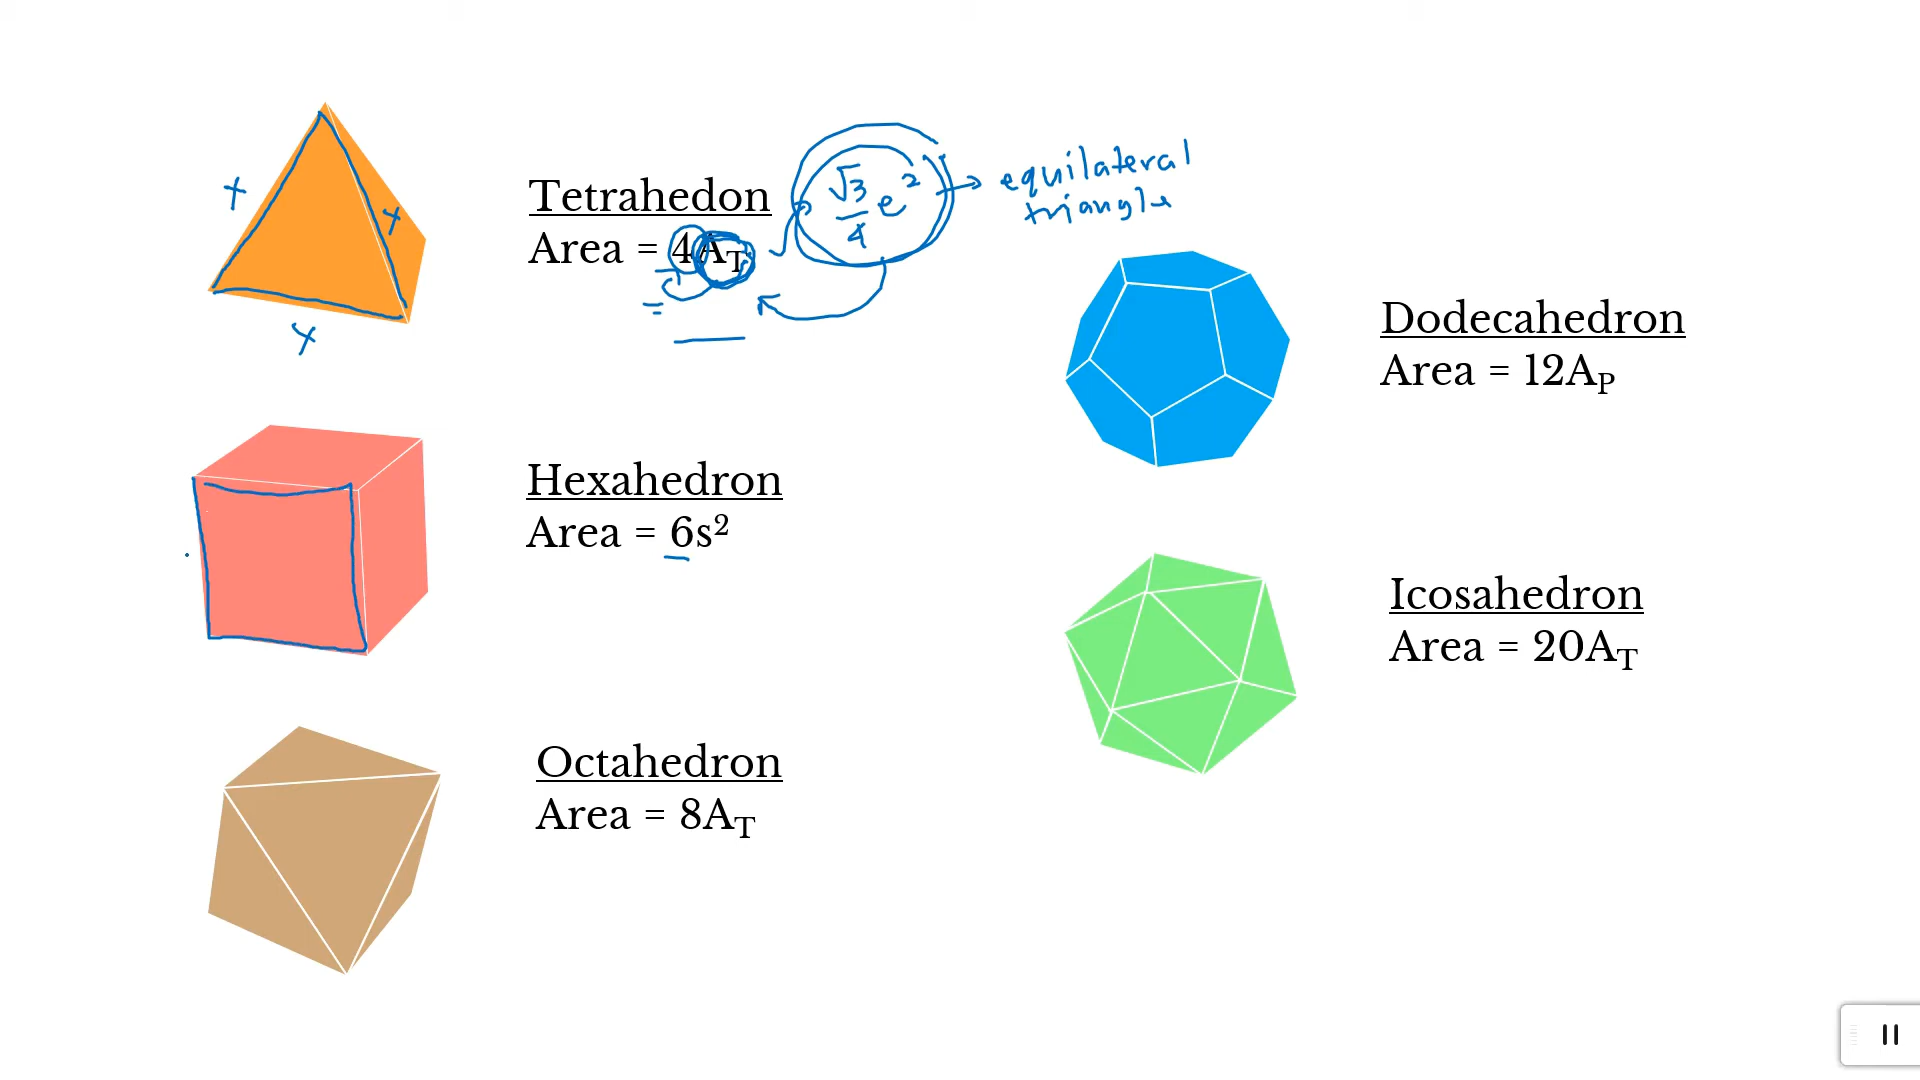 Tetrahedon
Area = 4A_T
√3/4 e²
equilateral
triangle
x
x
x
=
Hexahedron
Area = 6s²
Octahedron
Area = 8A_T
Dodecahedron
Area = 12A_P
Icosahedron
Area = 20A_T